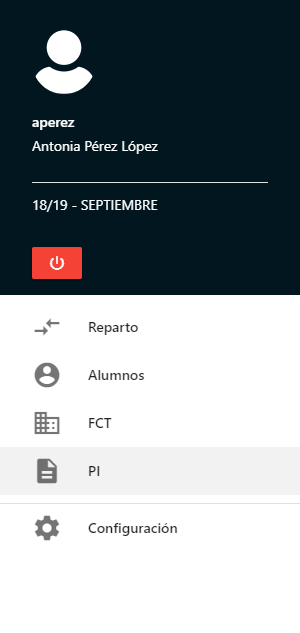 aperez
Antonia Pérez López
18/19 - SEPTIEMBRE
Reparto
Alumnos
FCT
PI
Configuración